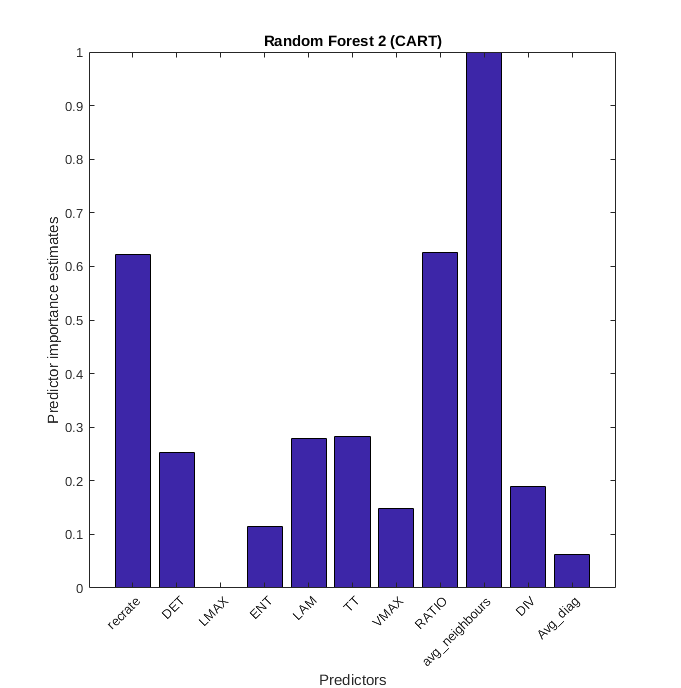 Random Forest 2 (CART)
Predictor importance estimates
1
0.9
0.8
0.7
0.6
0.5
0.4
0.3
0.2
0.1
0
recrate
DET
LMAX
ENT
LAM
TT
VMAX
RATIO
avg_neighbours
DIV
Avg_diag
Predictors